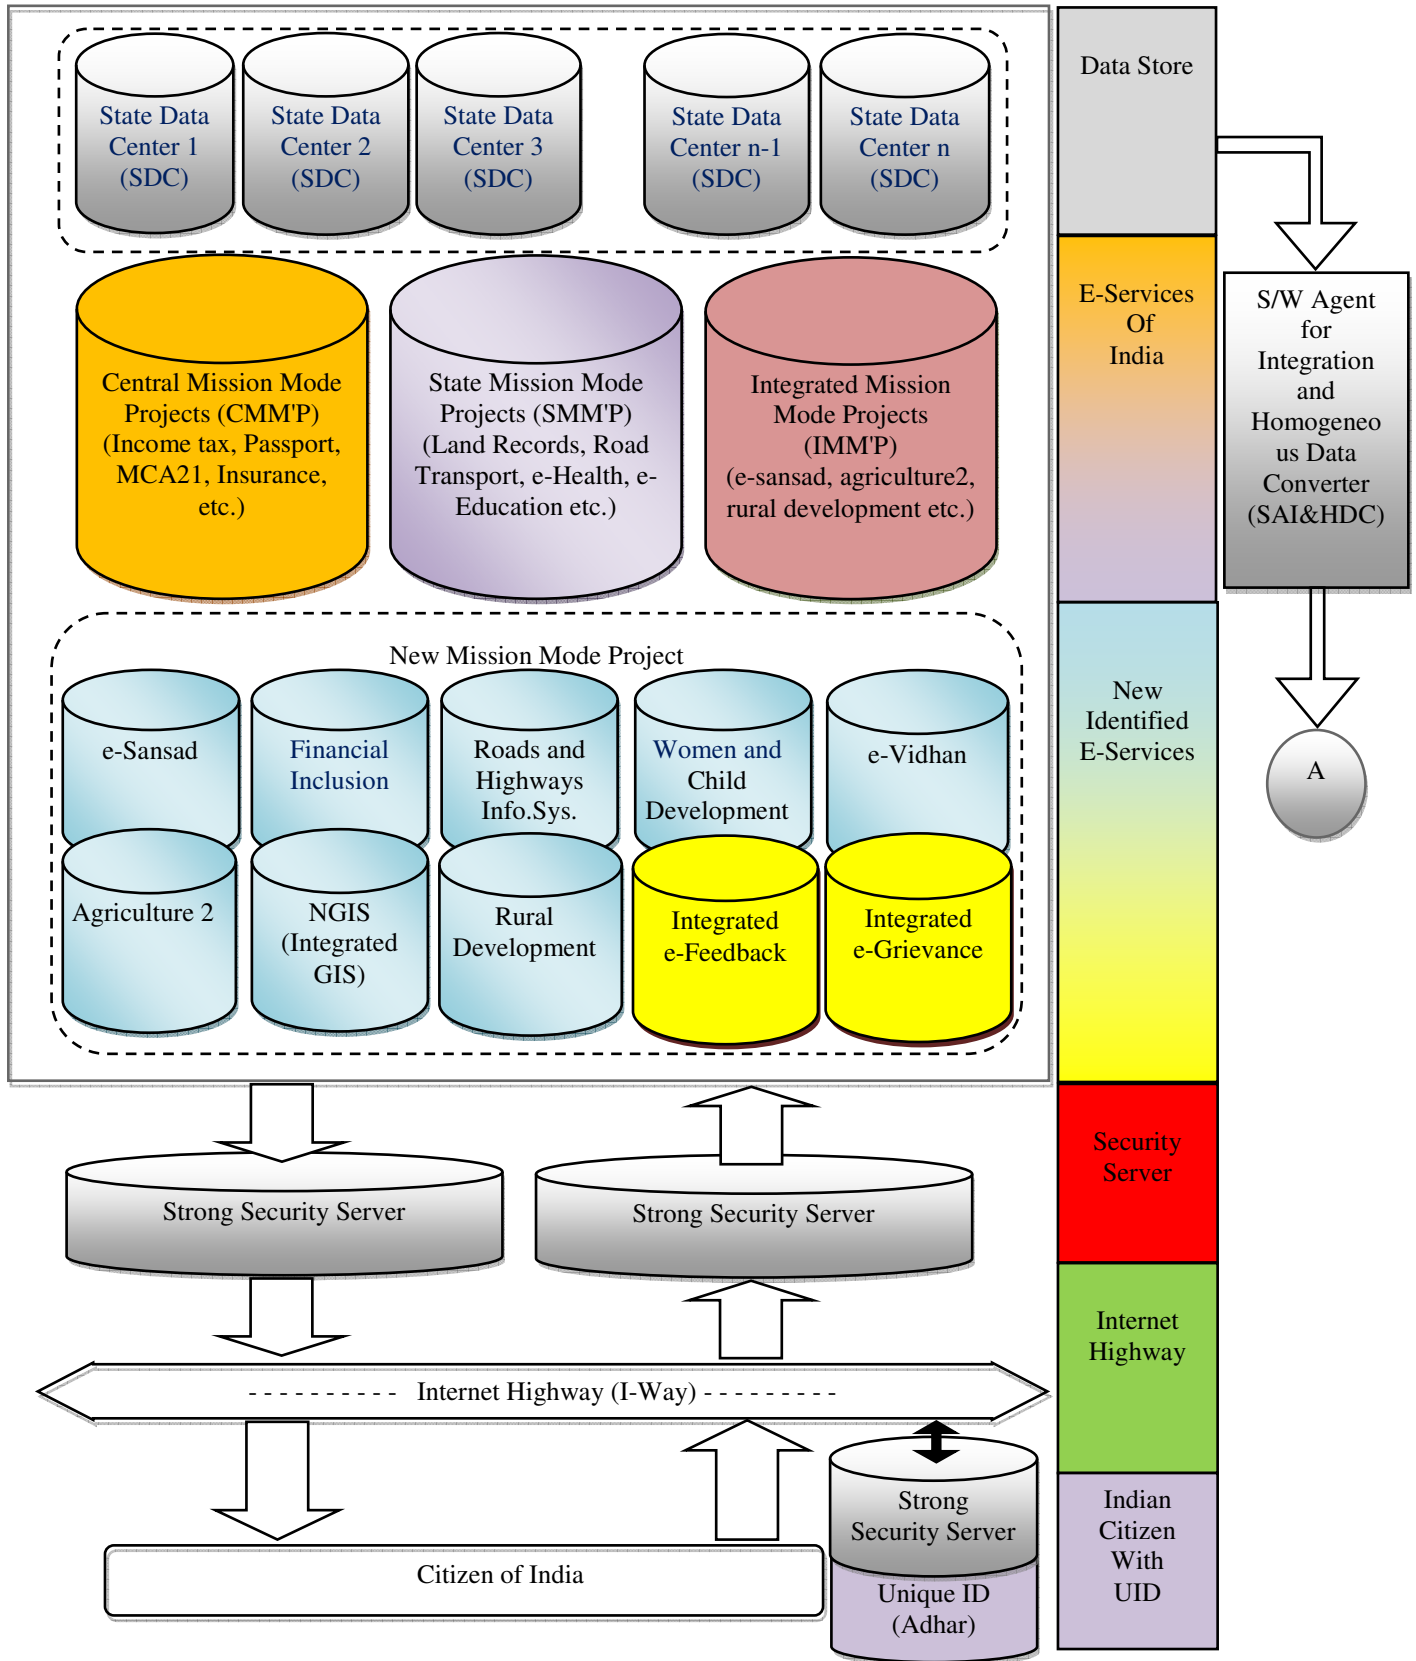 State Data
Center 1
(SDC)
State Data
Center 2
(SDC)
State Data
Center 3
(SDC)
State Data
Center n-1
(SDC)
State Data
Center n
(SDC)
Data Store
Central Mission Mode
Projects (CMM'P)
(Income tax, Passport,
MCA21, Insurance,
etc.)
State Mission Mode
Projects (SMM'P)
(Land Records, Road
Transport, e-Health, e-
Education etc.)
Integrated Mission
Mode Projects
(IMM'P)
(e-sansad, agriculture2,
rural development etc.)
E-Services
Of
India
S/W Agent
for
Integration
and
Homogeneo
us Data
Converter
(SAI&HDC)
New Mission Mode Project
e-Sansad
Financial
Inclusion
Roads and
Highways
Info.Sys.
Women and
Child
Development
e-Vidhan
New
Identified
E-Services
A
Agriculture 2
NGIS
(Integrated
GIS)
Rural
Development
Integrated
e-Feedback
Integrated
e-Grievance
Strong Security Server
Strong Security Server
Security
Server
---------- Internet Highway (I-Way) ---------
Internet
Highway
Citizen of India
Strong
Security Server
Unique ID
(Adhar)
Indian
Citizen
With
UID